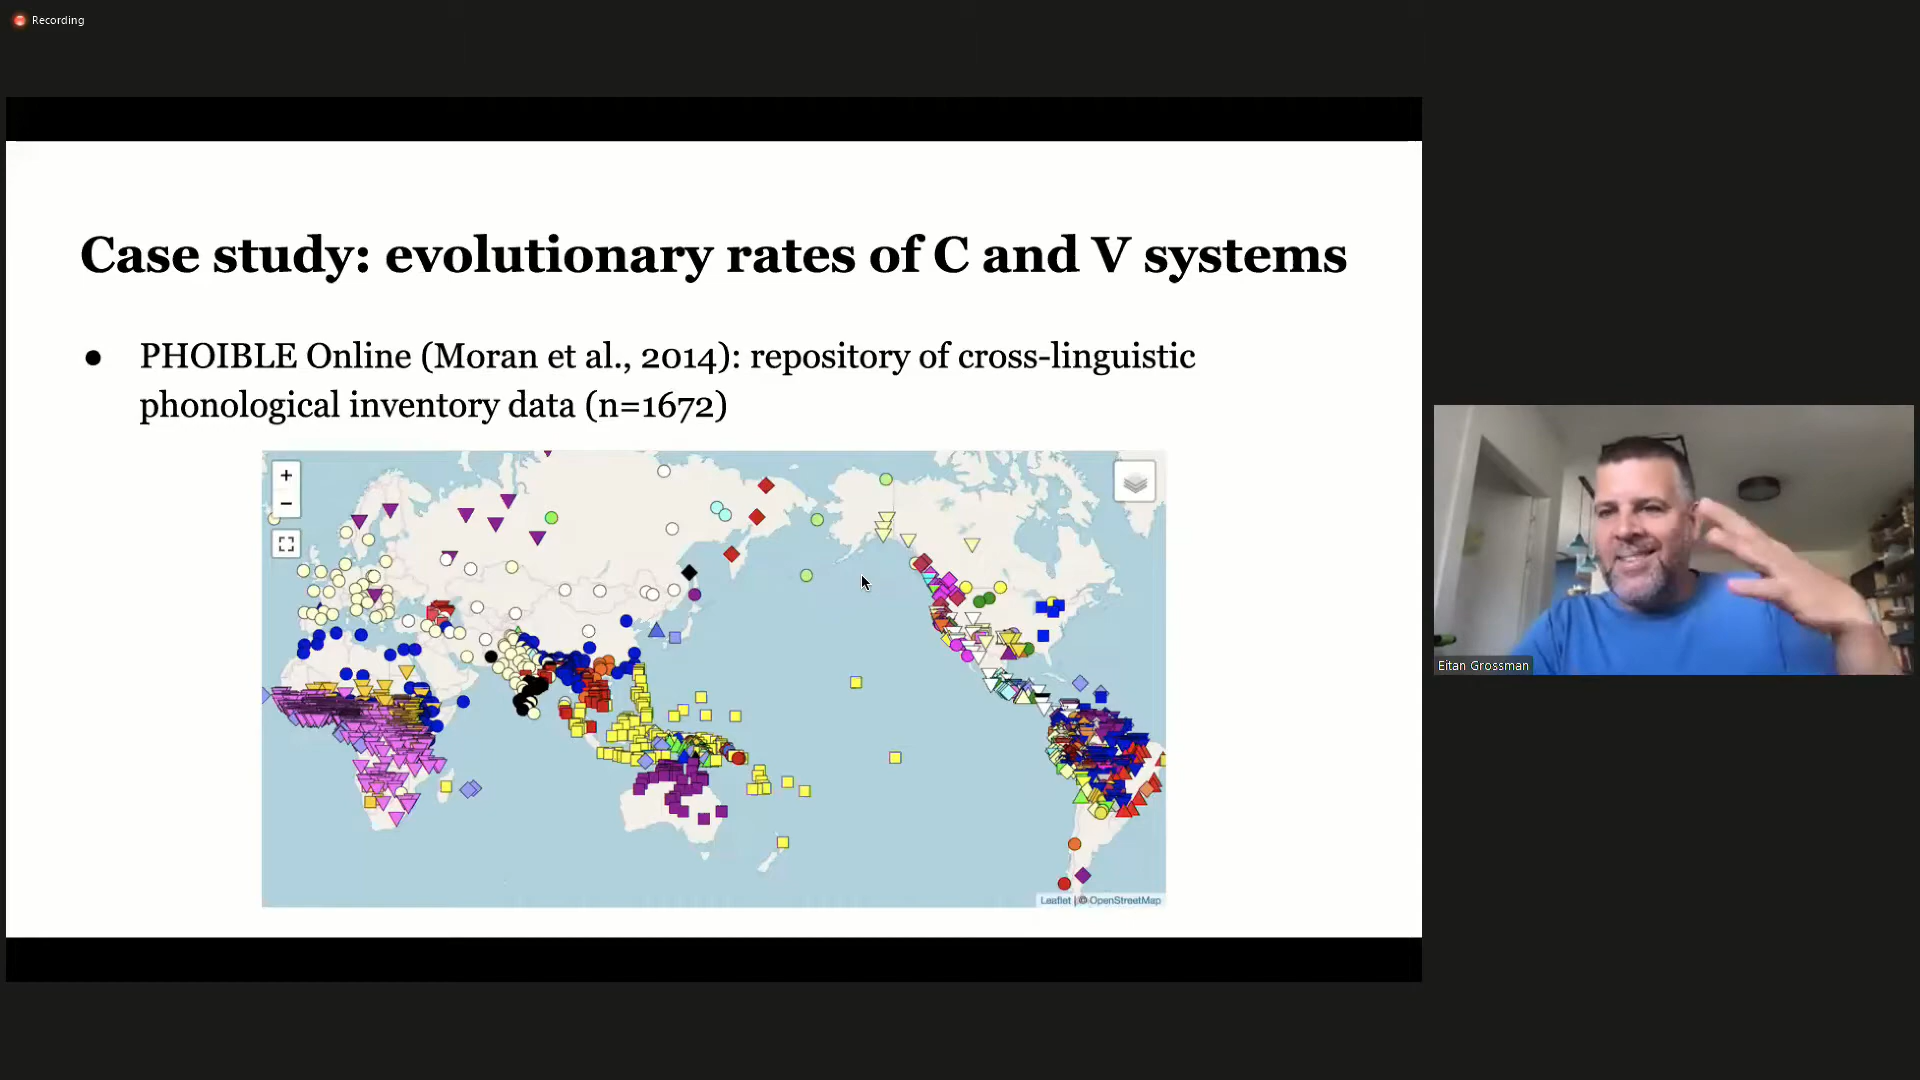 Recording
Case study: evolutionary rates of C and V systems
● PHOIBLE Online (Moran et al., 2014): repository of cross-linguistic
phonological inventory data (n=1672)
+
−
Leaflet | © OpenStreetMap
Eitan Grossman